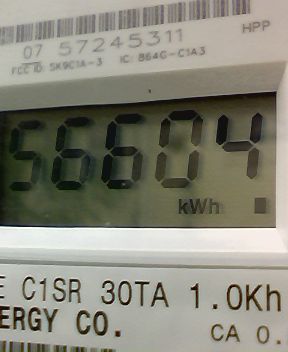 07 57245311 HPP
FCC ID: SK9C1A-3 IC: 864G-C1A3
56604
kWh
E C1SR 30TA 1.0Kh
ERGY CO. CA 0.